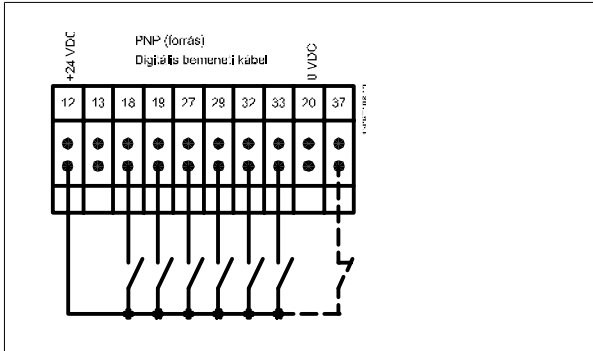 +24 VDC
PNP (forrás)
Digitális bemeneti kábel
0 VDC
12 13 18 19 27 29 32 33 20 37